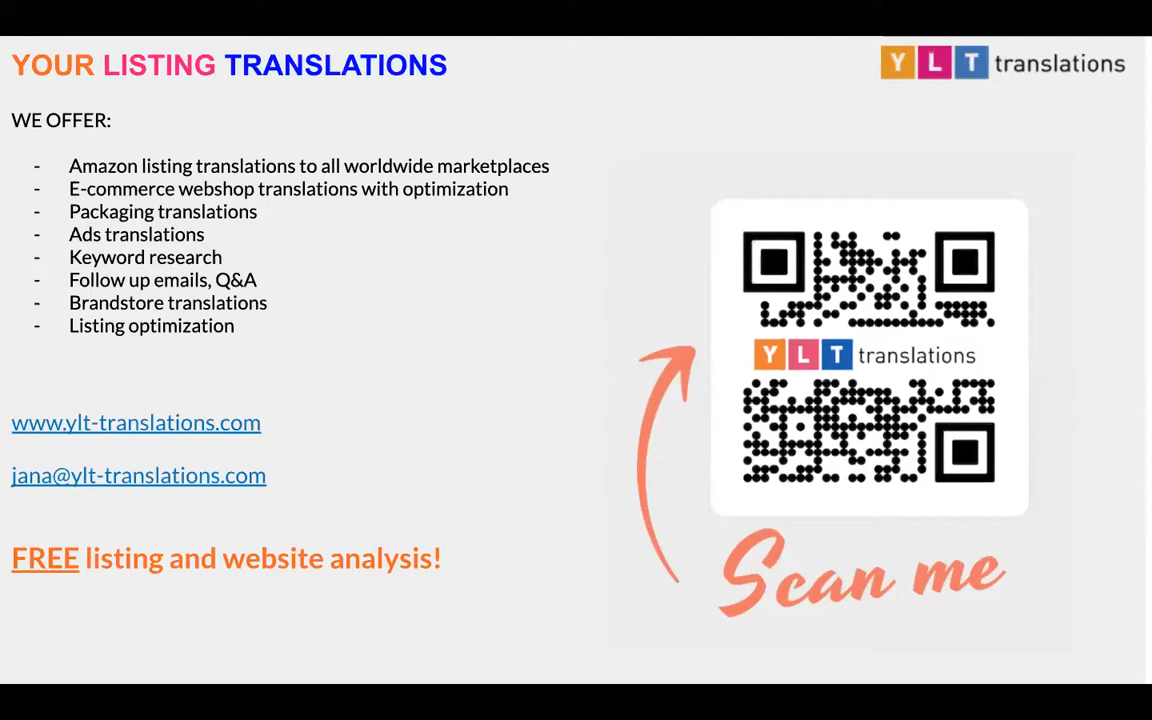 YOUR LISTING TRANSLATIONS
Y L T translations
WE OFFER:
- Amazon listing translations to all worldwide marketplaces
- E-commerce webshop translations with optimization
- Packaging translations
- Ads translations
- Keyword research
- Follow up emails, Q&A
- Brandstore translations
- Listing optimization
www.ylt-translations.com
jana@ylt-translations.com
FREE listing and website analysis!
Y L T translations
Scan me